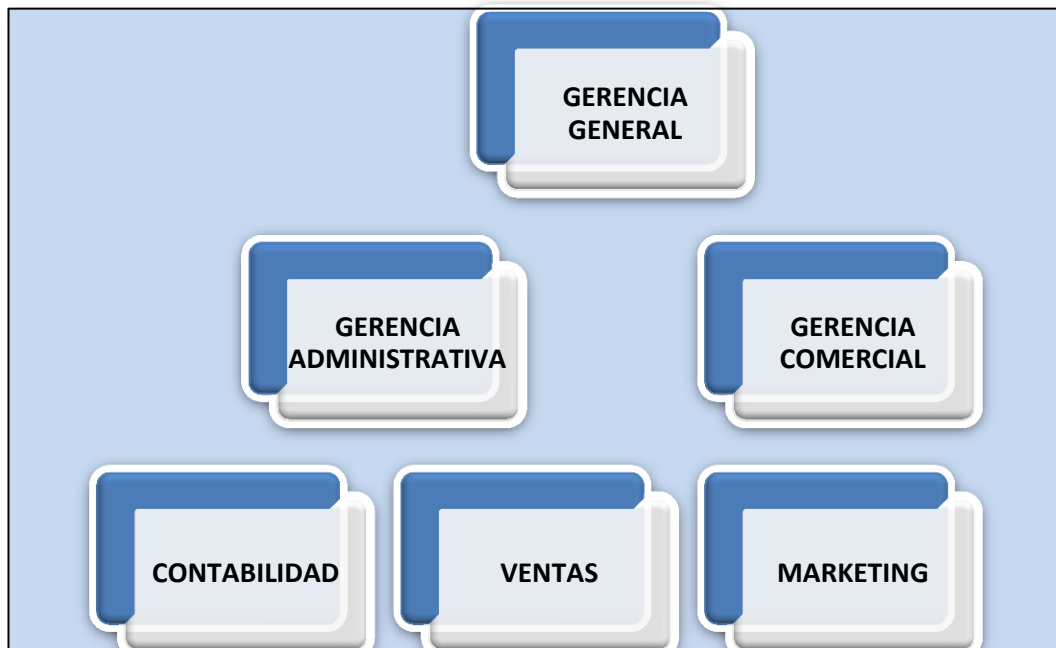 GERENCIA
GENERAL
GERENCIA
ADMINISTRATIVA
GERENCIA
COMERCIAL
CONTABILIDAD
VENTAS
MARKETING